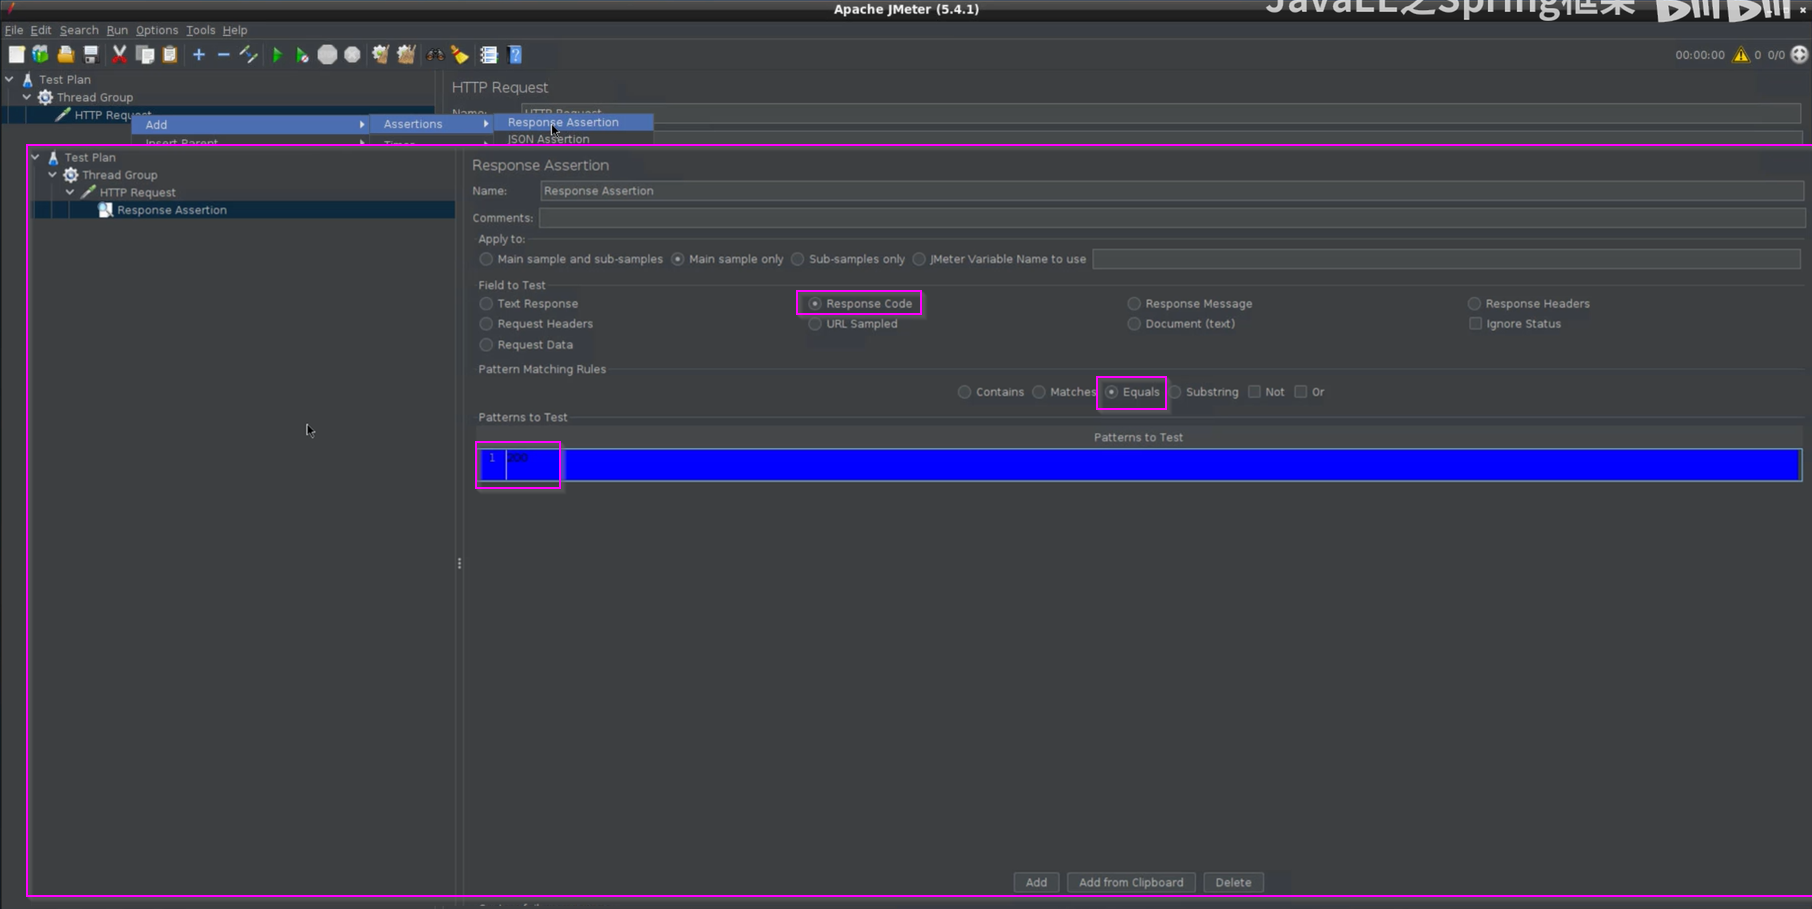 Apache JMeter (5.4.1)
JavaEE之Spring框架 bilibili
File Edit Search Run Options Tools Help
00:00:00 0 0/0
Test Plan
Thread Group
HTTP Request
HTTP Request
Name: HTTP Request
Add
Assertions
Response Assertion
JSON Assertion
Insert Parent
Test Plan
Thread Group
HTTP Request
Response Assertion
Response Assertion
Name: Response Assertion
Comments:
Apply to:
Main sample and sub-samples Main sample only Sub-samples only JMeter Variable Name to use
Field to Test
Text Response Response Code Response Message Response Headers
Request Headers URL Sampled Document (text) Ignore Status
Request Data
Pattern Matching Rules
Contains Matches Equals Substring Not Or
Patterns to Test
Patterns to Test
1 200
Add Add from Clipboard Delete